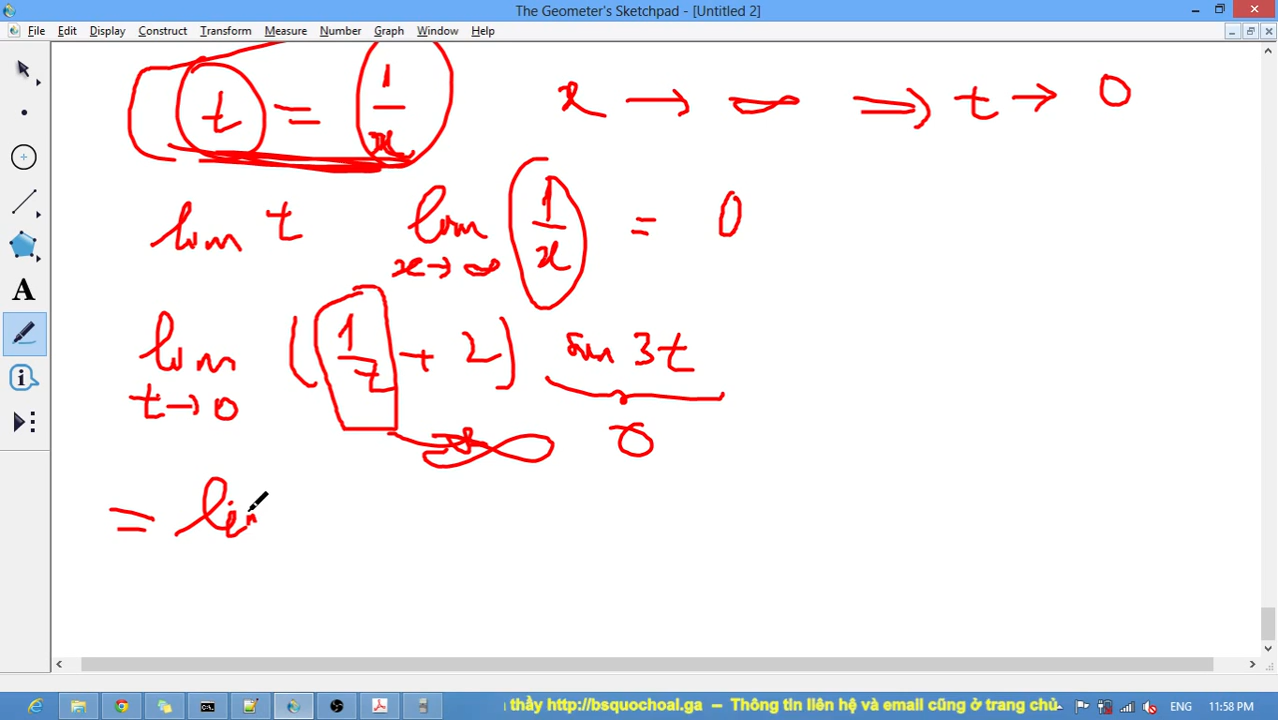 The Geometer's Sketchpad - [Untitled 2]
File Edit Display Construct Transform Measure Number Graph Window Help
t = 1/x x → ∞ ⇒ t → 0
lim t lim x→∞ 1/x = 0
lim t→0 (1/t + 2) sin 3t
∞ 0
= lim
thầy http://bsquochoai.ga – Thông tin liên hệ và email cũng ở trang chủ ENG 11:58 PM